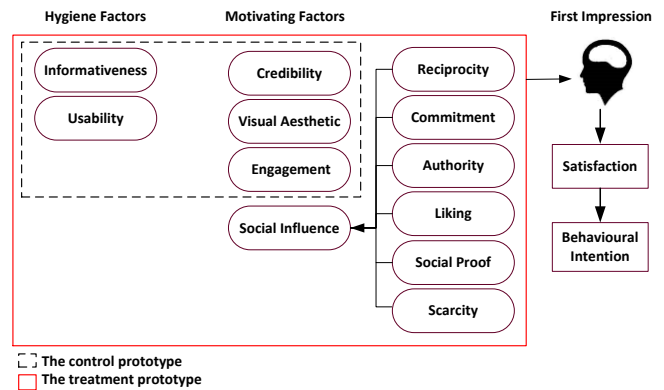 Hygiene Factors
Motivating Factors
First Impression
Informativeness
Usability
Credibility
Visual Aesthetic
Engagement
Social Influence
Reciprocity
Commitment
Authority
Liking
Social Proof
Scarcity
Satisfaction
Behavioural
Intention
The control prototype
The treatment prototype